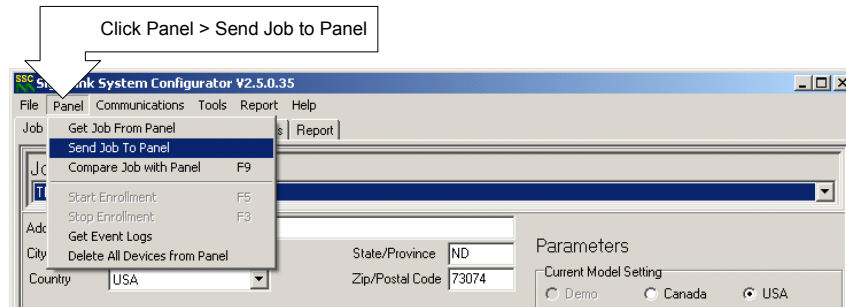 Click Panel > Send Job to Panel
SSC System Configurator V2.5.0.35
File Panel Communications Tools Report Help
Job Report
Get Job From Panel
Send Job To Panel
Compare Job with Panel F9
Start Enrollment F5
Stop Enrollment F3
Get Event Logs
Delete All Devices from Panel
State/Province ND
Country USA Zip/Postal Code 73074
Parameters
Current Model Setting
Demo Canada USA